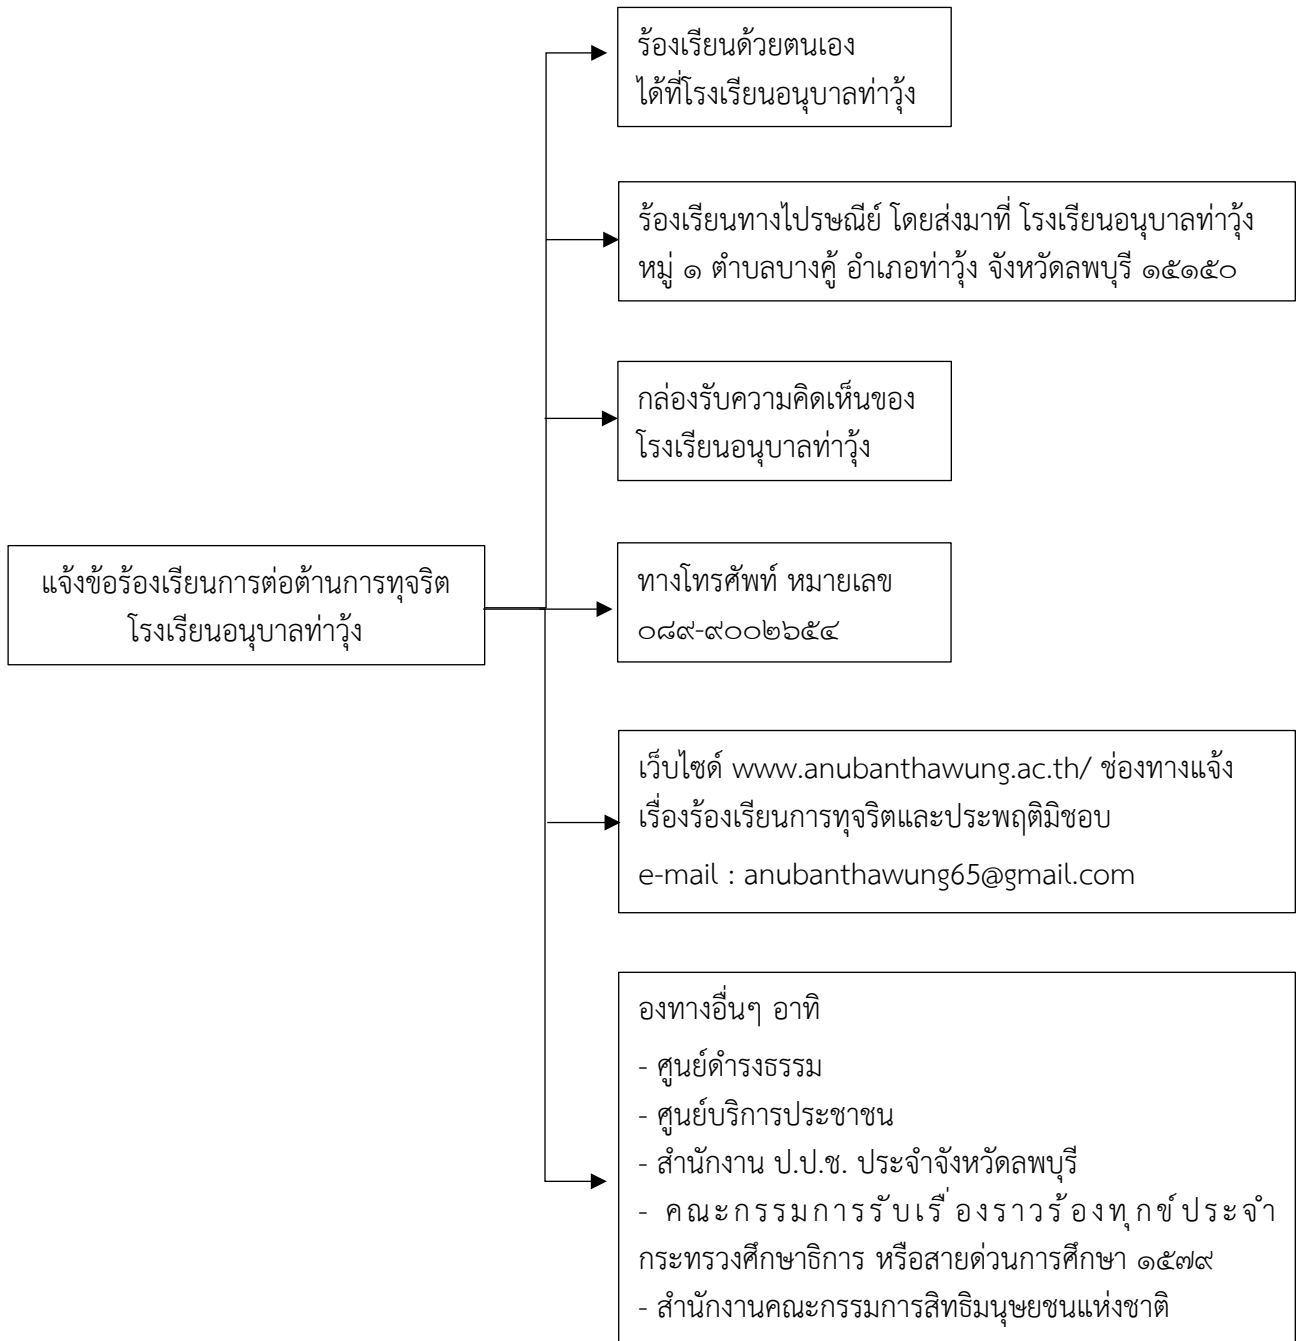 ร้องเรียนด้วยตนเอง
ได้ที่โรงเรียนอนุบาลท่าวุ้ง
ร้องเรียนทางไปรษณีย์ โดยส่งมาที่ โรงเรียนอนุบาลท่าวุ้ง
หมู่ ๑ ตำบลบางคู้ อำเภอท่าวุ้ง จังหวัดลพบุรี ๑๕๑๕๐
กล่องรับความคิดเห็นของ
โรงเรียนอนุบาลท่าวุ้ง
แจ้งข้อร้องเรียนการต่อต้านการทุจริต
โรงเรียนอนุบาลท่าวุ้ง
ทางโทรศัพท์ หมายเลข
๐๘๙-๙๐๐๒๖๕๔
เว็บไซด์ www.anubanthawung.ac.th/ ช่องทางแจ้ง
เรื่องร้องเรียนการทุจริตและประพฤติมิชอบ
e-mail : anubanthawung65@gmail.com
องทางอื่นๆ อาทิ
- ศูนย์ดำรงธรรม
- ศูนย์บริการประชาชน
- สำนักงาน ป.ป.ช. ประจำจังหวัดลพบุรี
- คณะกรรมการรับเรื่องราวร้องทุกข์ประจำ
กระทรวงศึกษาธิการ หรือสายด่วนการศึกษา ๑๕๗๙
- สำนักงานคณะกรรมการสิทธิมนุษยชนแห่งชาติ